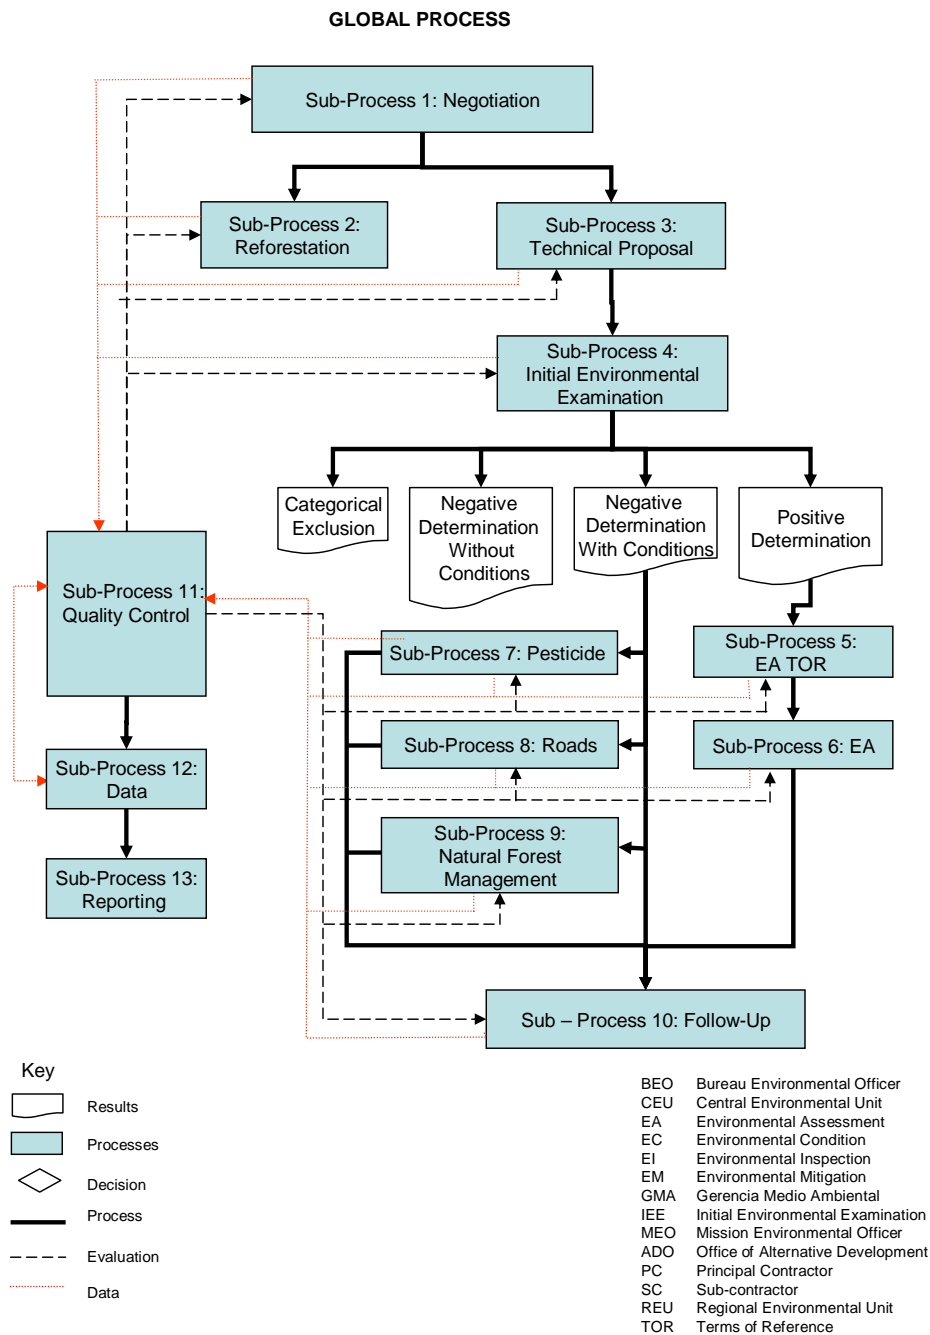 GLOBAL PROCESS
Sub-Process 1: Negotiation
Sub-Process 2:
Reforestation
Sub-Process 3:
Technical Proposal
Sub-Process 4:
Initial Environmental
Examination
Categorical
Exclusion
Negative
Determination
Without
Conditions
Negative
Determination
With Conditions
Positive
Determination
Sub-Process 11:
Quality Control
Sub-Process 7: Pesticide
Sub-Process 5:
EA TOR
Sub-Process 8: Roads
Sub-Process 6: EA
Sub-Process 12:
Data
Sub-Process 9:
Natural Forest
Management
Sub-Process 13:
Reporting
Sub – Process 10: Follow-Up
Key
Results
Processes
Decision
Process
Evaluation
Data
BEO Bureau Environmental Officer
CEU Central Environmental Unit
EA Environmental Assessment
EC Environmental Condition
EI Environmental Inspection
EM Environmental Mitigation
GMA Gerencia Medio Ambiental
IEE Initial Environmental Examination
MEO Mission Environmental Officer
ADO Office of Alternative Development
PC Principal Contractor
SC Sub-contractor
REU Regional Environmental Unit
TOR Terms of Reference